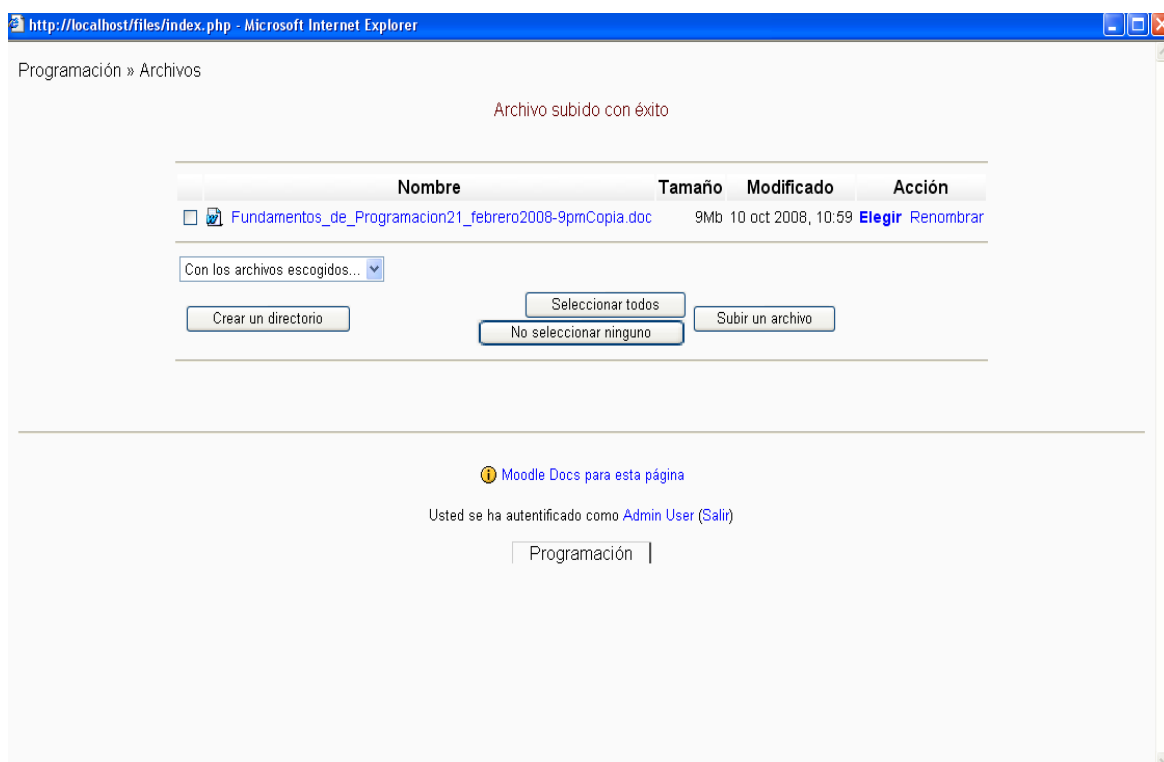 http://localhost/files/index.php - Microsoft Internet Explorer
Programación » Archivos
Archivo subido con éxito
Nombre Tamaño Modificado Acción
Fundamentos_de_Programacion21_febrero2008-9pmCopia.doc 9Mb 10 oct 2008, 10:59 Elegir Renombrar
Con los archivos escogidos...
Seleccionar todos
Crear un directorio No seleccionar ninguno Subir un archivo
Moodle Docs para esta página
Usted se ha autentificado como Admin User (Salir)
Programación